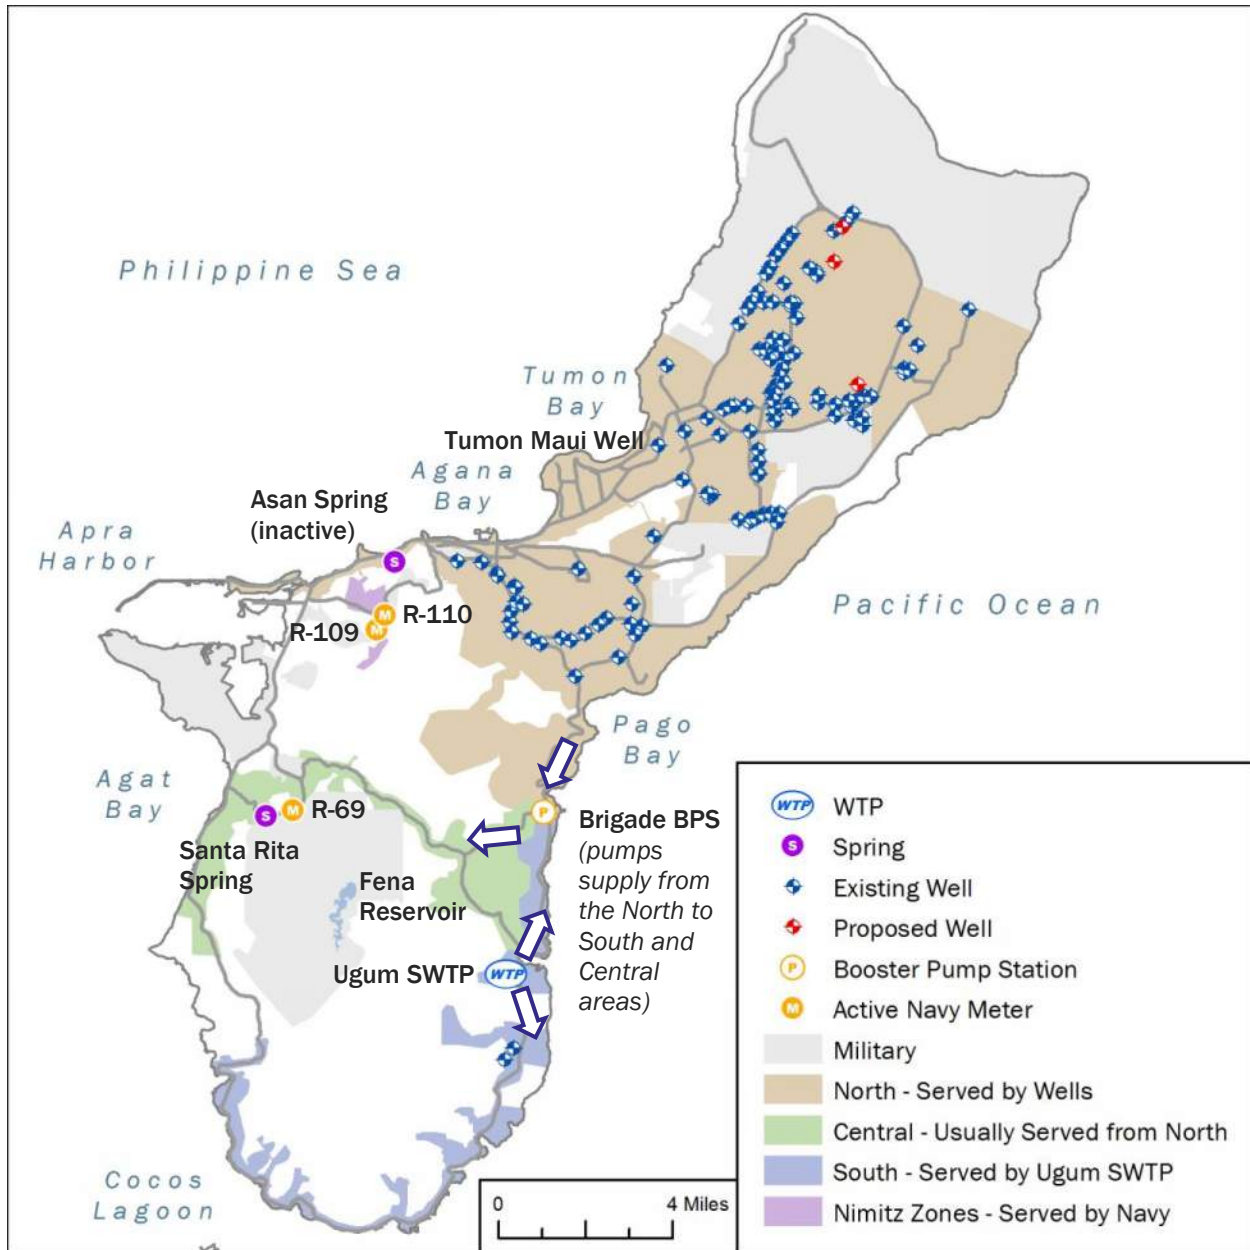 Philippine Sea
Tumon
Bay
Tumon Maui Well
Agana
Bay
Asan Spring
(inactive)
Apra
Harbor
S
Pacific Ocean
M
R-110
R-109
M
Pago
Bay
Agat
Bay
S
M
R-69
P
Brigade BPS
(pumps
supply from
the North to
South and
Central
areas)
Santa Rita
Spring
Fena
Reservoir
Ugum SWTP
WTP
Cocos
Lagoon
0
4 Miles
WTP
WTP
S
Spring
Existing Well
Proposed Well
P
Booster Pump Station
M
Active Navy Meter
Military
North - Served by Wells
Central - Usually Served from North
South - Served by Ugum SWTP
Nimitz Zones - Served by Navy